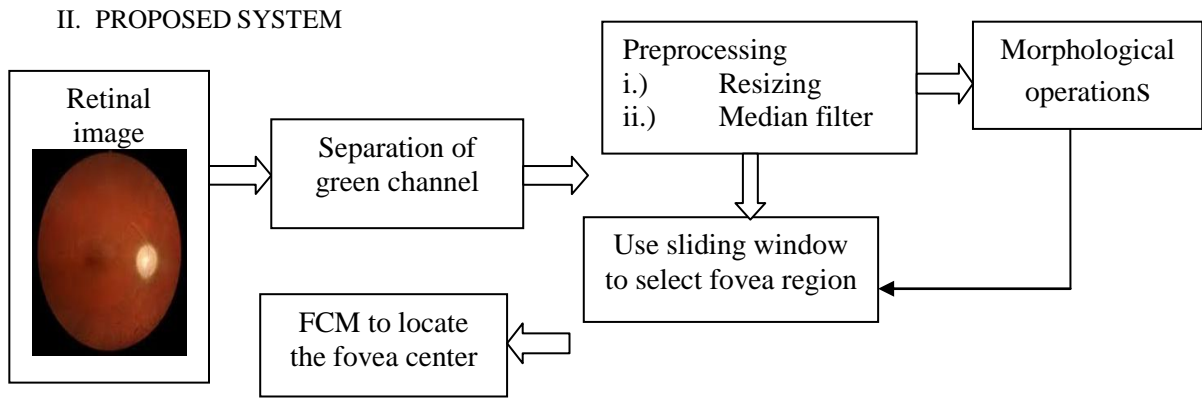 II. PROPOSED SYSTEM
Retinal
image
Separation of
green channel
Preprocessing
i.) Resizing
ii.) Median filter
Morphological
operationS
Use sliding window
to select fovea region
FCM to locate
the fovea center